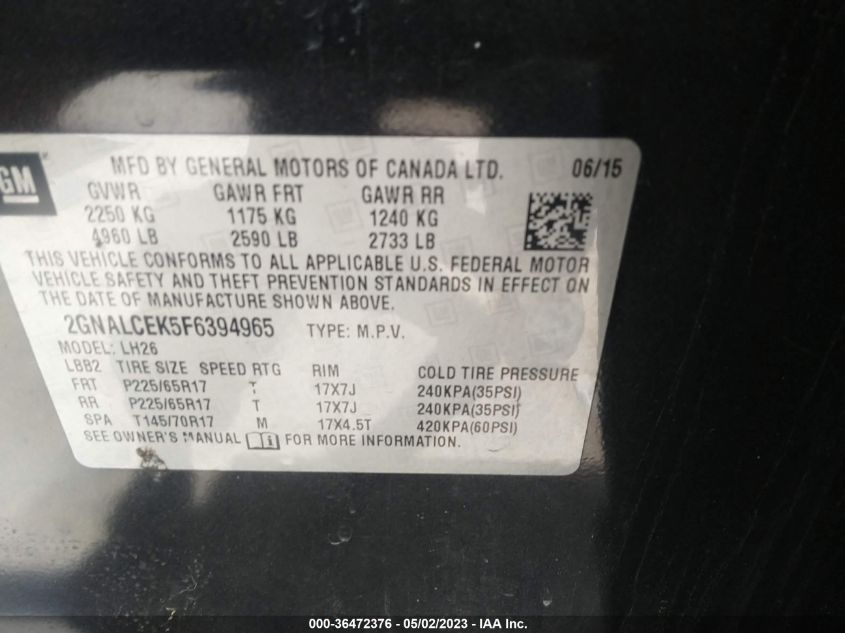 GM
MFD BY GENERAL MOTORS OF CANADA LTD. 06/15
GVWR GAWR FRT GAWR RR
2250 KG 1175 KG 1240 KG
4960 LB 2590 LB 2733 LB
THIS VEHICLE CONFORMS TO ALL APPLICABLE U.S. FEDERAL MOTOR
VEHICLE SAFETY AND THEFT PREVENTION STANDARDS IN EFFECT ON
THE DATE OF MANUFACTURE SHOWN ABOVE.
2GNALCEK5F6394965 TYPE: M.P.V.
MODEL: LH26
LBB2 TIRE SIZE SPEED RTG RIM COLD TIRE PRESSURE
FRT P225/65R17 T 17X7J 240KPA(35PSI)
RR P225/65R17 T 17X7J 240KPA(35PSI)
SPA T145/70R17 M 17X4.5T 420KPA(60PSI)
SEE OWNER'S MANUAL FOR MORE INFORMATION.
000-36472376 - 05/02/2023 - IAA Inc.